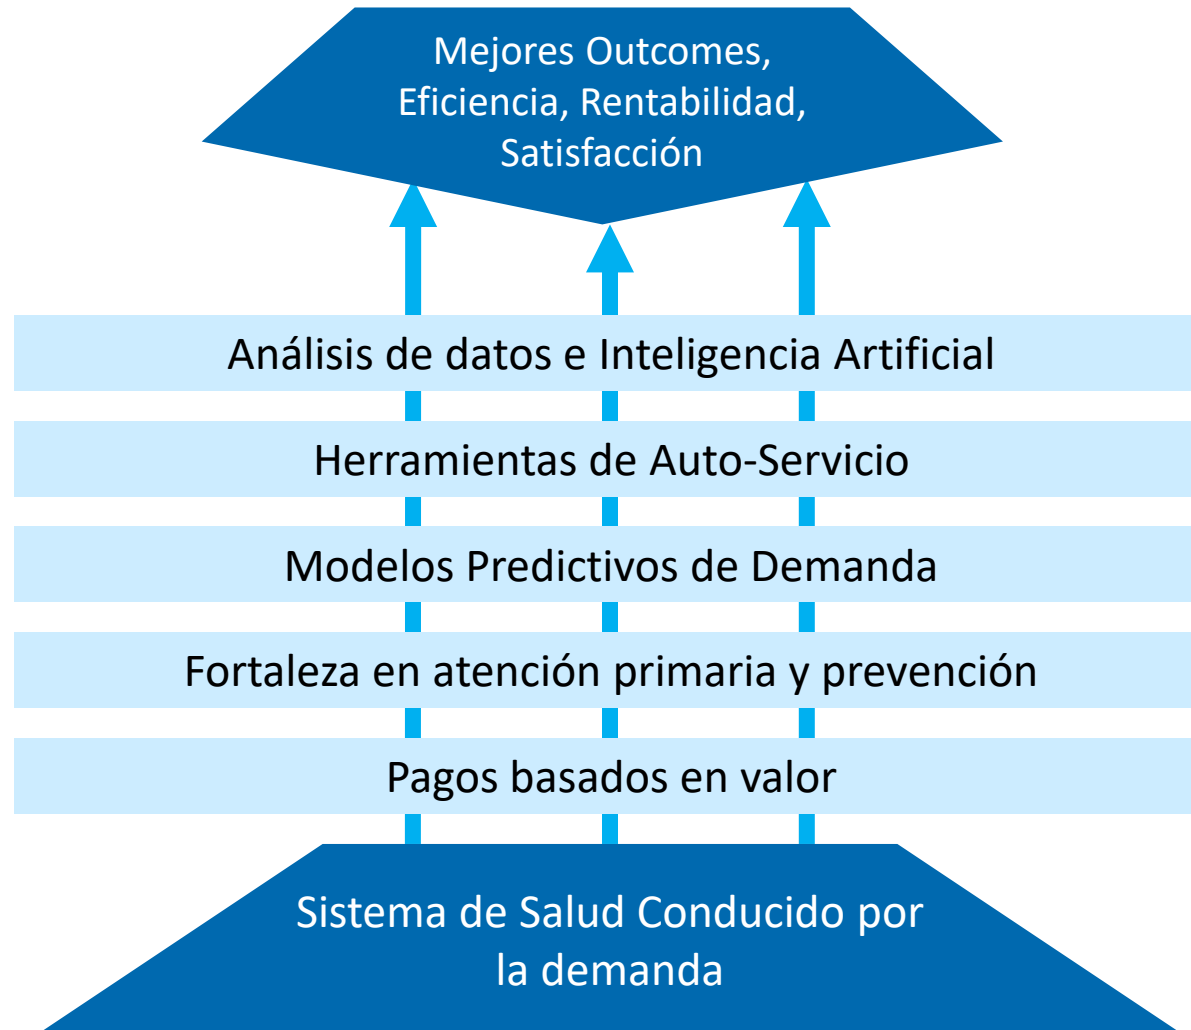 Mejores Outcomes,
Eficiencia, Rentabilidad,
Satisfacción
Análisis de datos e Inteligencia Artificial
Herramientas de Auto-Servicio
Modelos Predictivos de Demanda
Fortaleza en atención primaria y prevención
Pagos basados en valor
Sistema de Salud Conducido por
la demanda